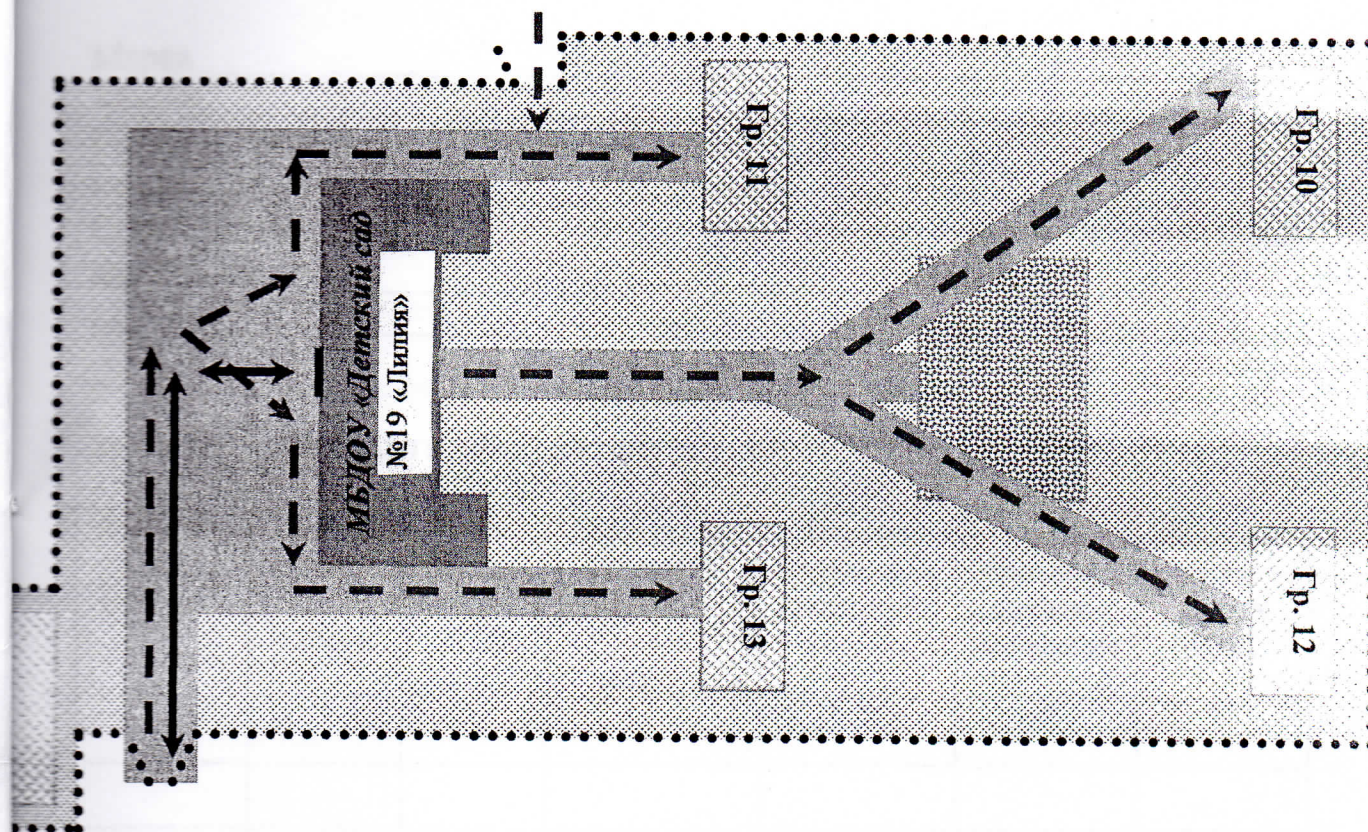 МБДОУ «Детский сад
№19 «Лилия»
Гр. 11
Гр. 10
Гр.13
Гр. 12